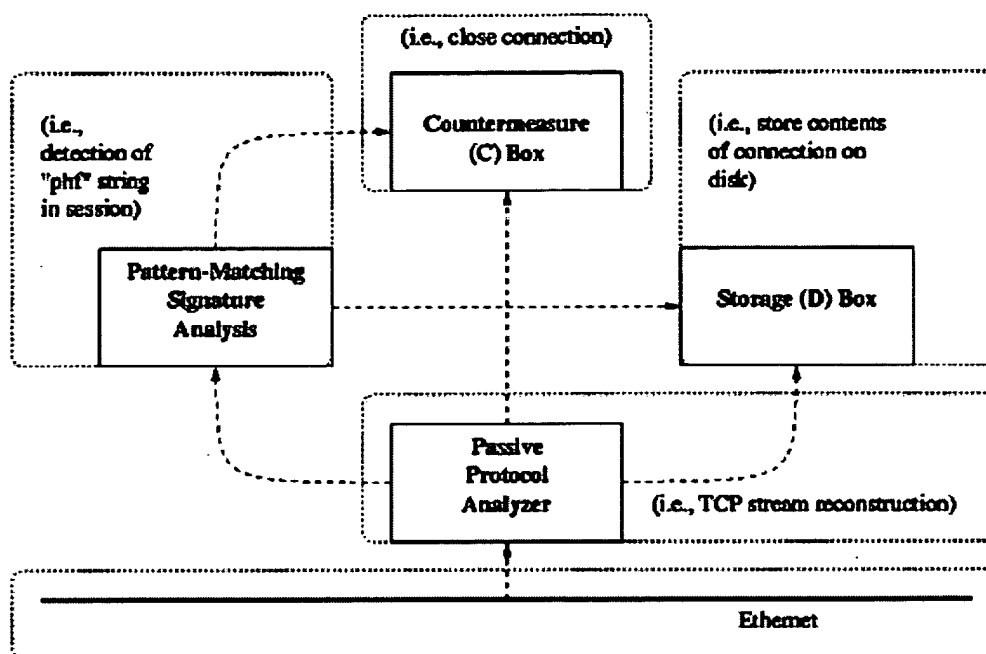 (i.e., close connection)
Countermeasure
(C) Box
(i.e.,
detection of
"phf" string
in session)
(i.e., store contents
of connection on
disk)
Pattern-Matching
Signature
Analysis
Storage (D) Box
Passive
Protocol
Analyzer
(i.e., TCP stream reconstruction)
Ethernet